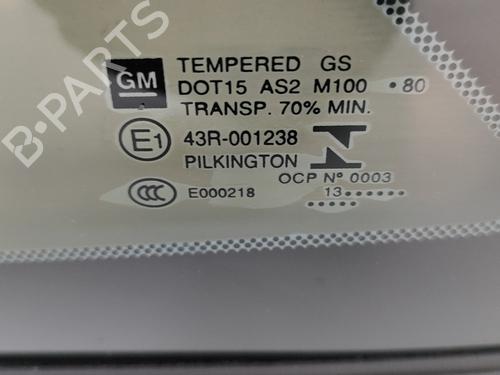 GM
TEMPERED GS
DOT15 AS2 M100 •80
TRANSP. 70% MIN.
E1 43R-001238
PILKINGTON
OCP Nº 0003
CCC E000218 13•••••••
B-PARTS